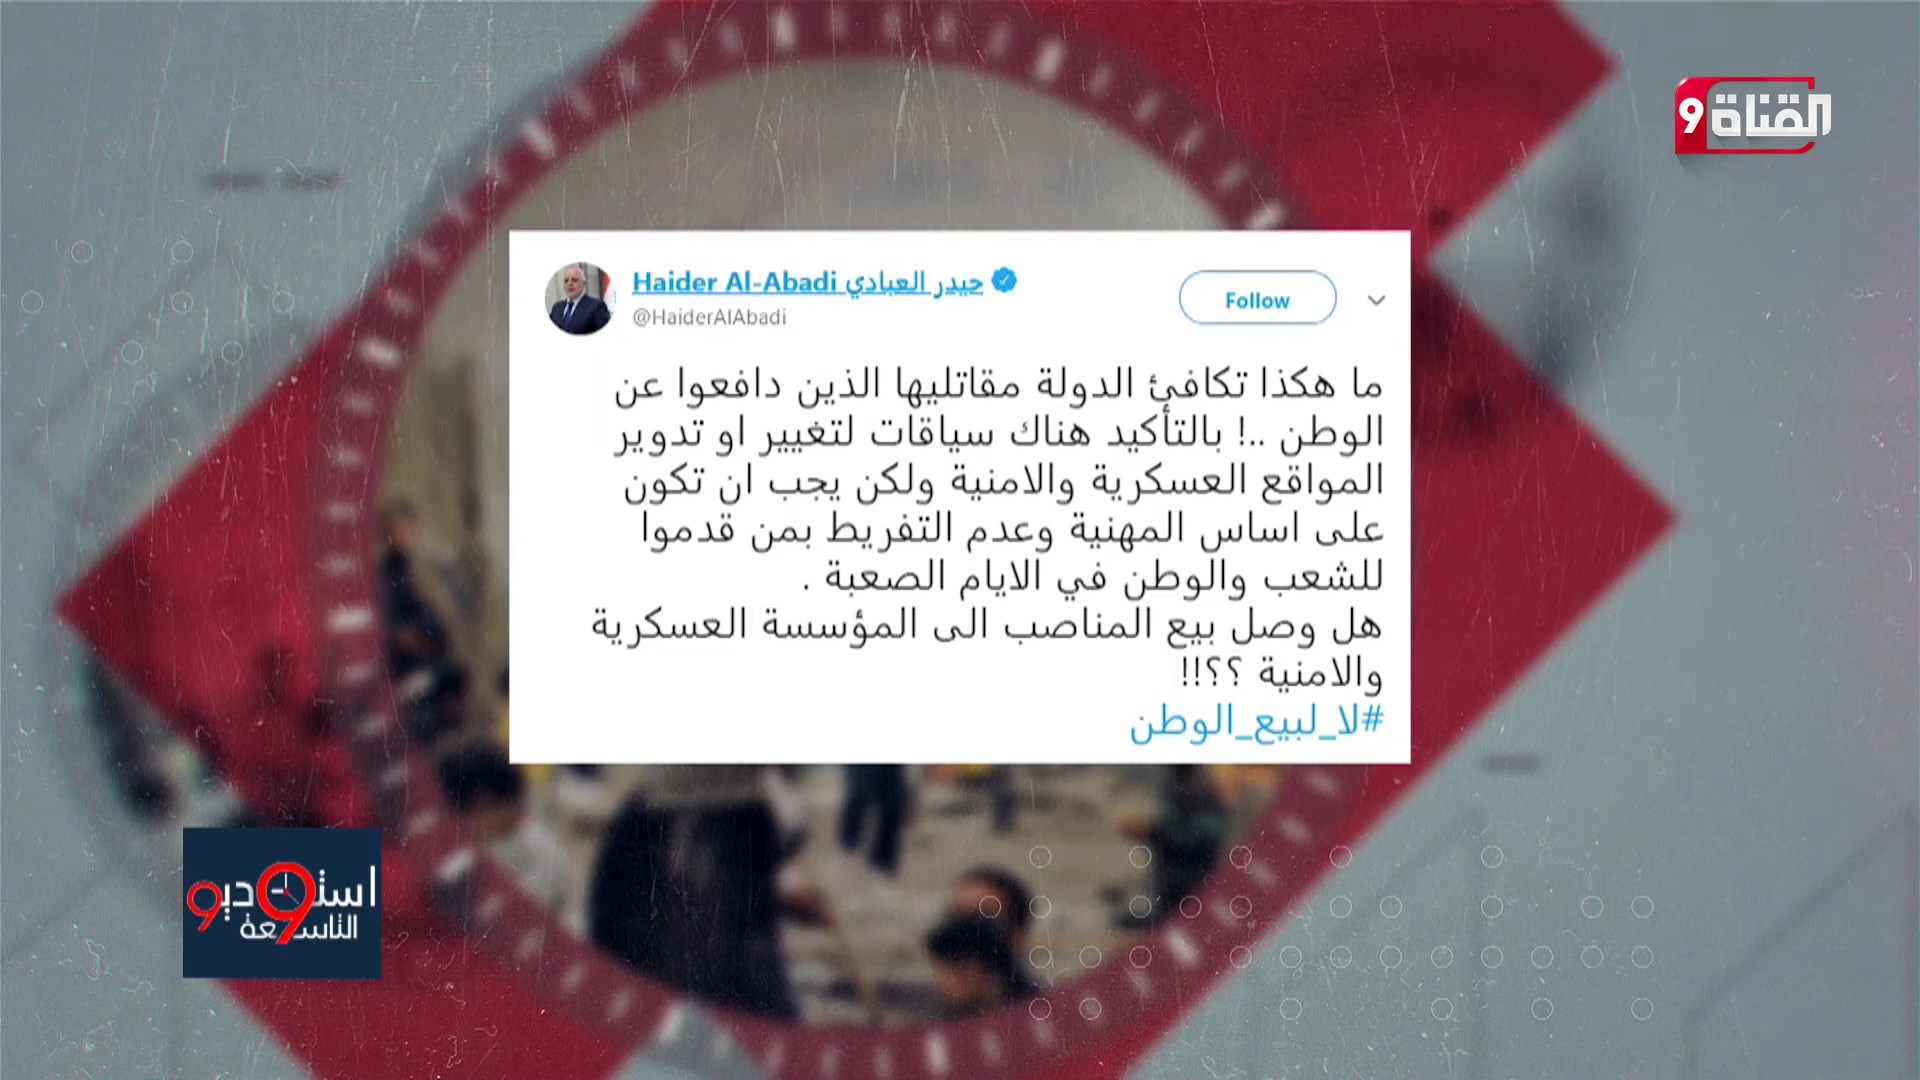 القناة 9
Haider Al-Abadi حيدر العبادي
@HaiderAlAbadi
Follow
ما هكذا تكافئ الدولة مقاتليها الذين دافعوا عن
الوطن ..! بالتأكيد هناك سياقات لتغيير او تدوير
المواقع العسكرية والامنية ولكن يجب ان تكون
على اساس المهنية وعدم التفريط بمن قدموا
للشعب والوطن في الايام الصعبة .
هل وصل بيع المناصب الى المؤسسة العسكرية
والامنية ؟؟!!
#لا_لبيع_الوطن
استوديو 9
التاسعة